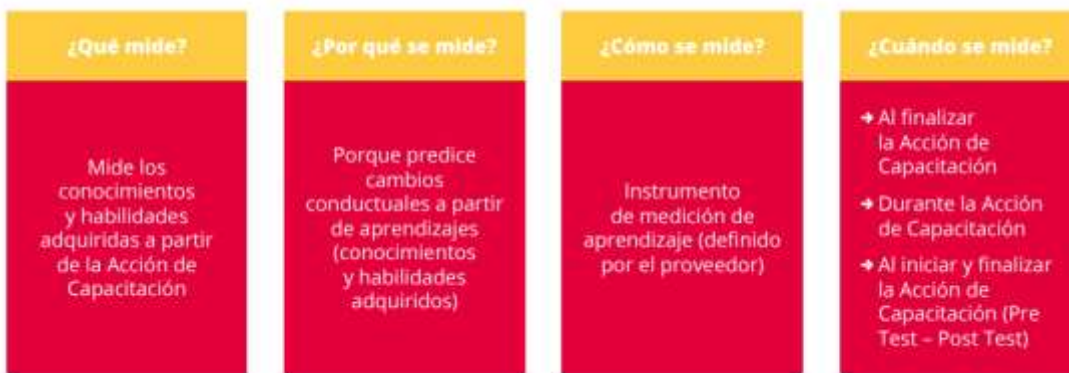 ¿Qué mide?
Mide los
conocimientos
y habilidades
adquiridas a partir
de la Acción de
Capacitación
¿Por qué se mide?
Porque predice
cambios
conductuales a partir
de aprendizajes
(conocimientos
y habilidades
adquiridos)
¿Cómo se mide?
Instrumento
de medición de
aprendizaje (definido
por el proveedor)
¿Cuándo se mide?
→ Al finalizar
la Acción de
Capacitación
→ Durante la Acción
de Capacitación
→ Al iniciar y finalizar
la Acción de
Capacitación (Pre
Test – Post Test)